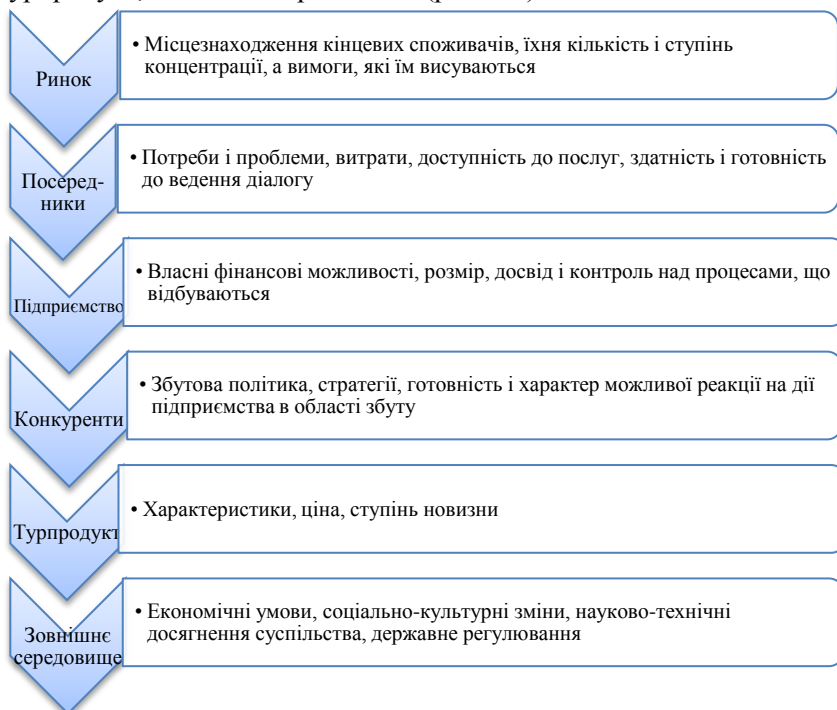 Ринок
• Місцезнаходження кінцевих споживачів, їхня кількість і ступінь
концентрації, а вимоги, які їм висуваються
Посеред-
ники
• Потреби і проблеми, витрати, доступність до послуг, здатність і готовність
до ведення діалогу
Підприємство
• Власні фінансові можливості, розмір, досвід і контроль над процесами, що
відбуваються
Конкуренти
• Збутова політика, стратегії, готовність і характер можливої реакції на дії
підприємства в області збуту
Турпродукт
• Характеристики, ціна, ступінь новизни
Зовнішнє
середовище
• Економічні умови, соціально-культурні зміни, науково-технічні
досягнення суспільства, державне регулювання